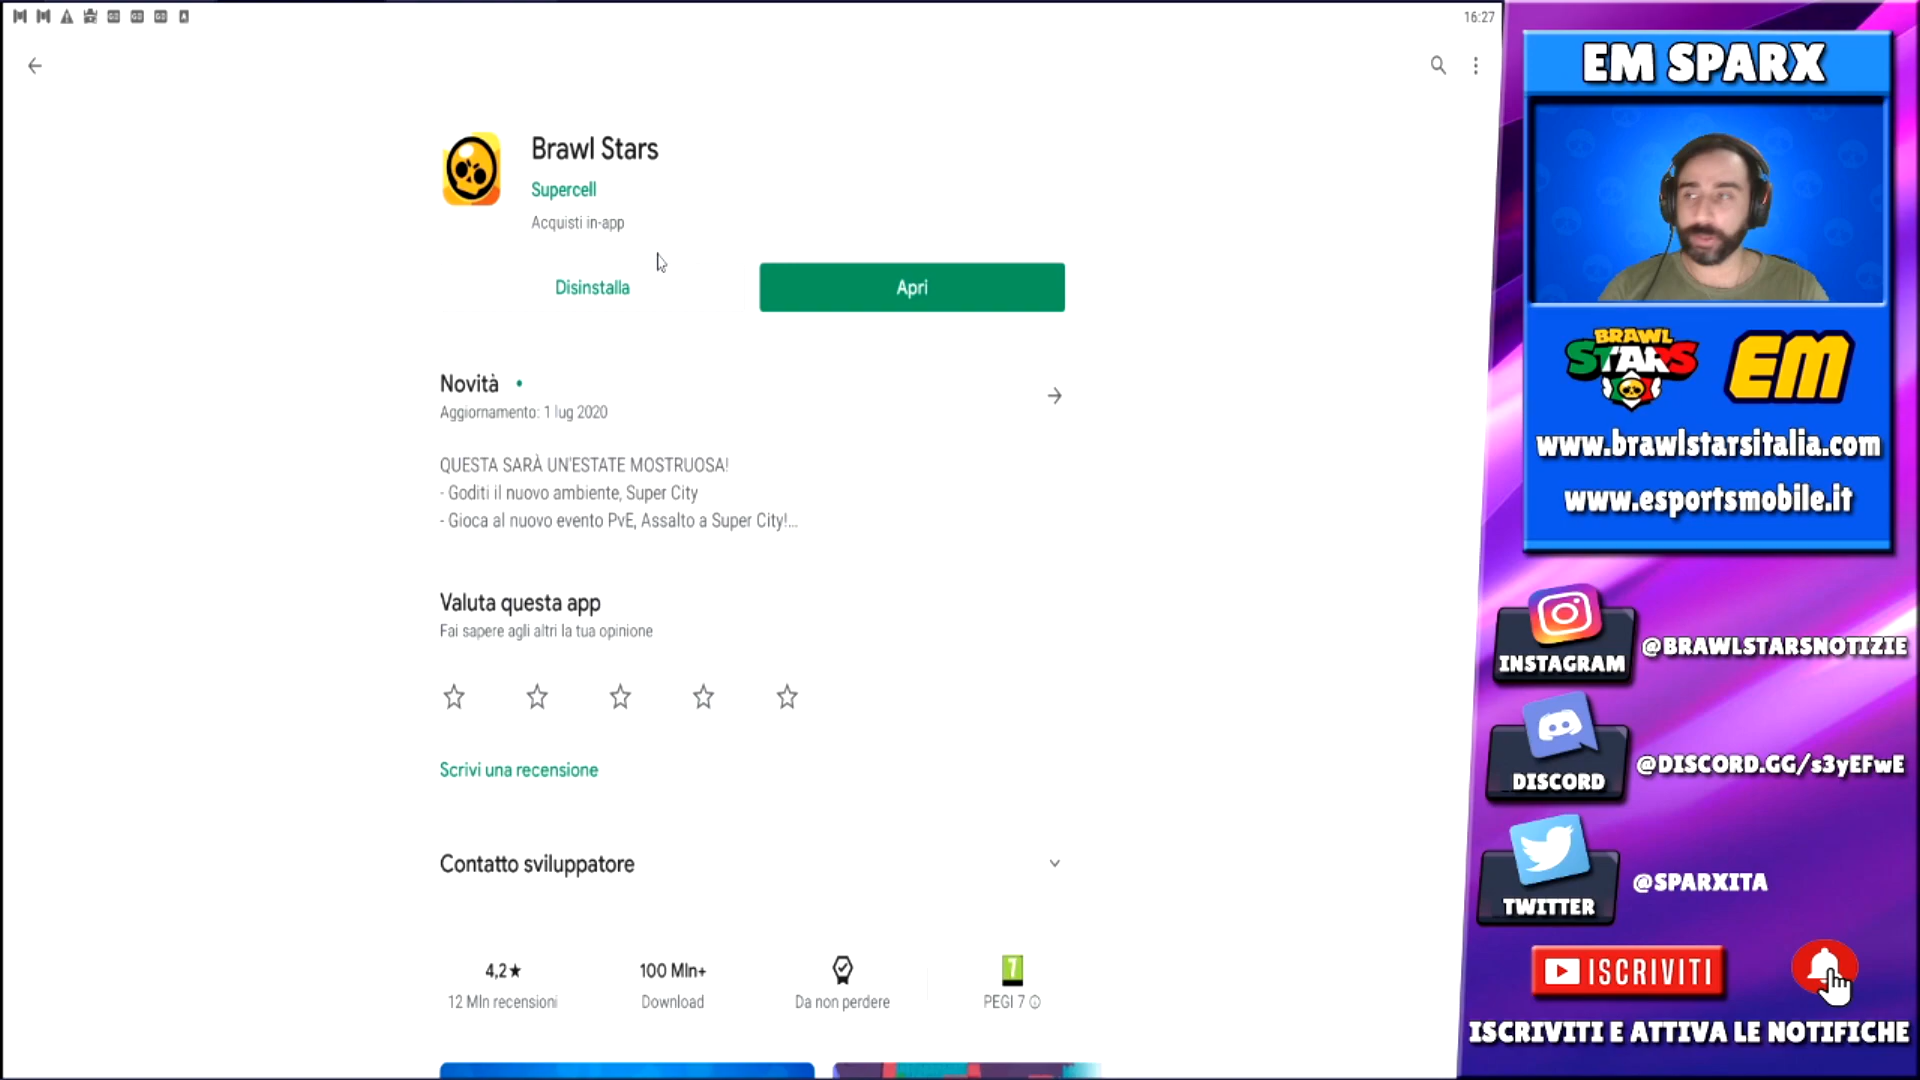 16:27
Brawl Stars
Supercell
Acquisti in-app
Disinstalla
Apri
Novità
Aggiornamento: 1 lug 2020
QUESTA SARÀ UN'ESTATE MOSTRUOSA!
- Goditi il nuovo ambiente, Super City
- Gioca al nuovo evento PvE, Assalto a Super City!...
Valuta questa app
Fai sapere agli altri la tua opinione
Scrivi una recensione
Contatto sviluppatore
4,2★
12 Mln recensioni
100 Mln+
Download
Da non perdere
7
PEGI 7
EM SPARX
BRAWL
STARS
EM
www.brawlstarsitalia.com
www.esportsmobile.it
INSTAGRAM
@BRAWLSTARSNOTIZIE
DISCORD
@DISCORD.GG/s3yEFwE
TWITTER
@SPARXITA
ISCRIVITI
ISCRIVITI E ATTIVA LE NOTIFICHE